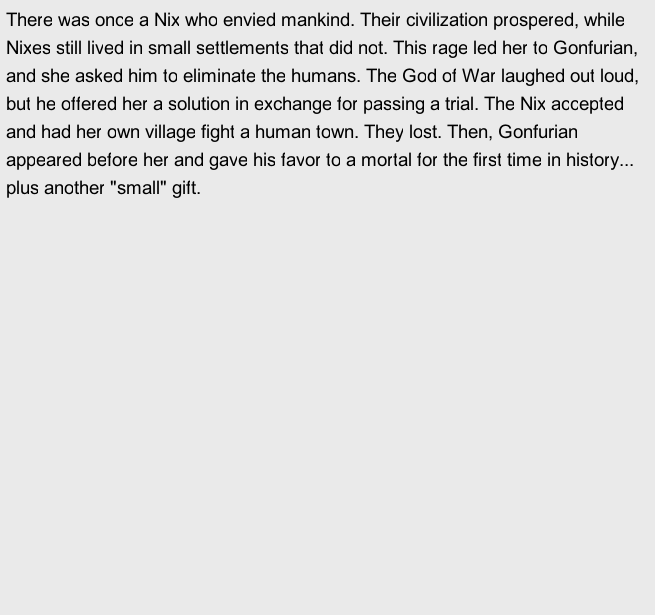 There was once a Nix who envied mankind. Their civilization prospered, while
Nixes still lived in small settlements that did not. This rage led her to Gonfurian,
and she asked him to eliminate the humans. The God of War laughed out loud,
but he offered her a solution in exchange for passing a trial. The Nix accepted
and had her own village fight a human town. They lost. Then, Gonfurian
appeared before her and gave his favor to a mortal for the first time in history...
plus another "small" gift.